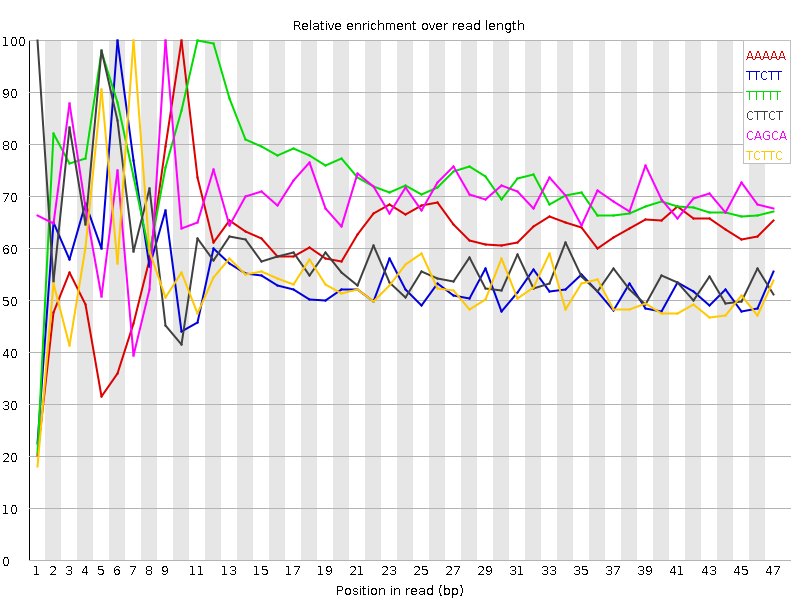 Relative enrichment over read length
100
90
80
70
60
50
40
30
20
10
0
AAAAA
TTCTT
TTTTT
CTTCT
CAGCA
TCTTC
1 2 3 4 5 6 7 8 9 11 13 15 17 19 21 23 25 27 29 31 33 35 37 39 41 43 45 47
Position in read (bp)